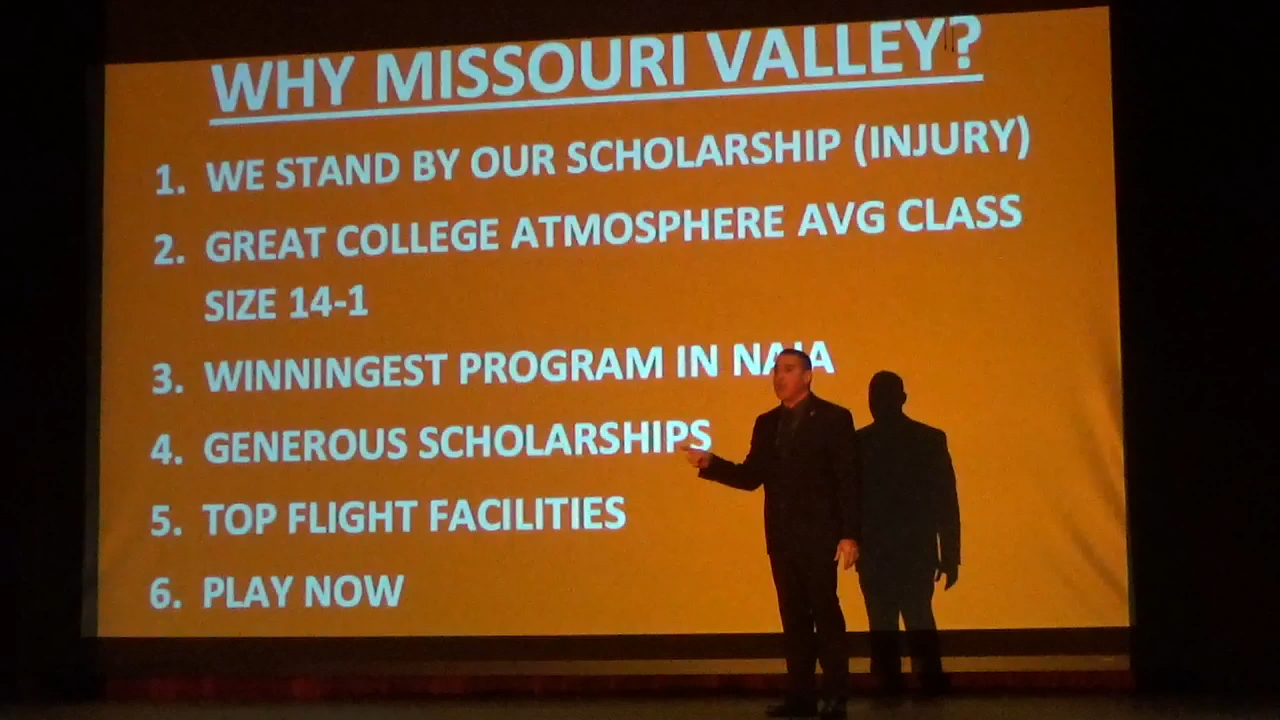 WHY MISSOURI VALLEY?
1. WE STAND BY OUR SCHOLARSHIP (INJURY)
2. GREAT COLLEGE ATMOSPHERE AVG CLASS
SIZE 14-1
3. WINNINGEST PROGRAM IN NAIA
4. GENEROUS SCHOLARSHIPS
5. TOP FLIGHT FACILITIES
6. PLAY NOW